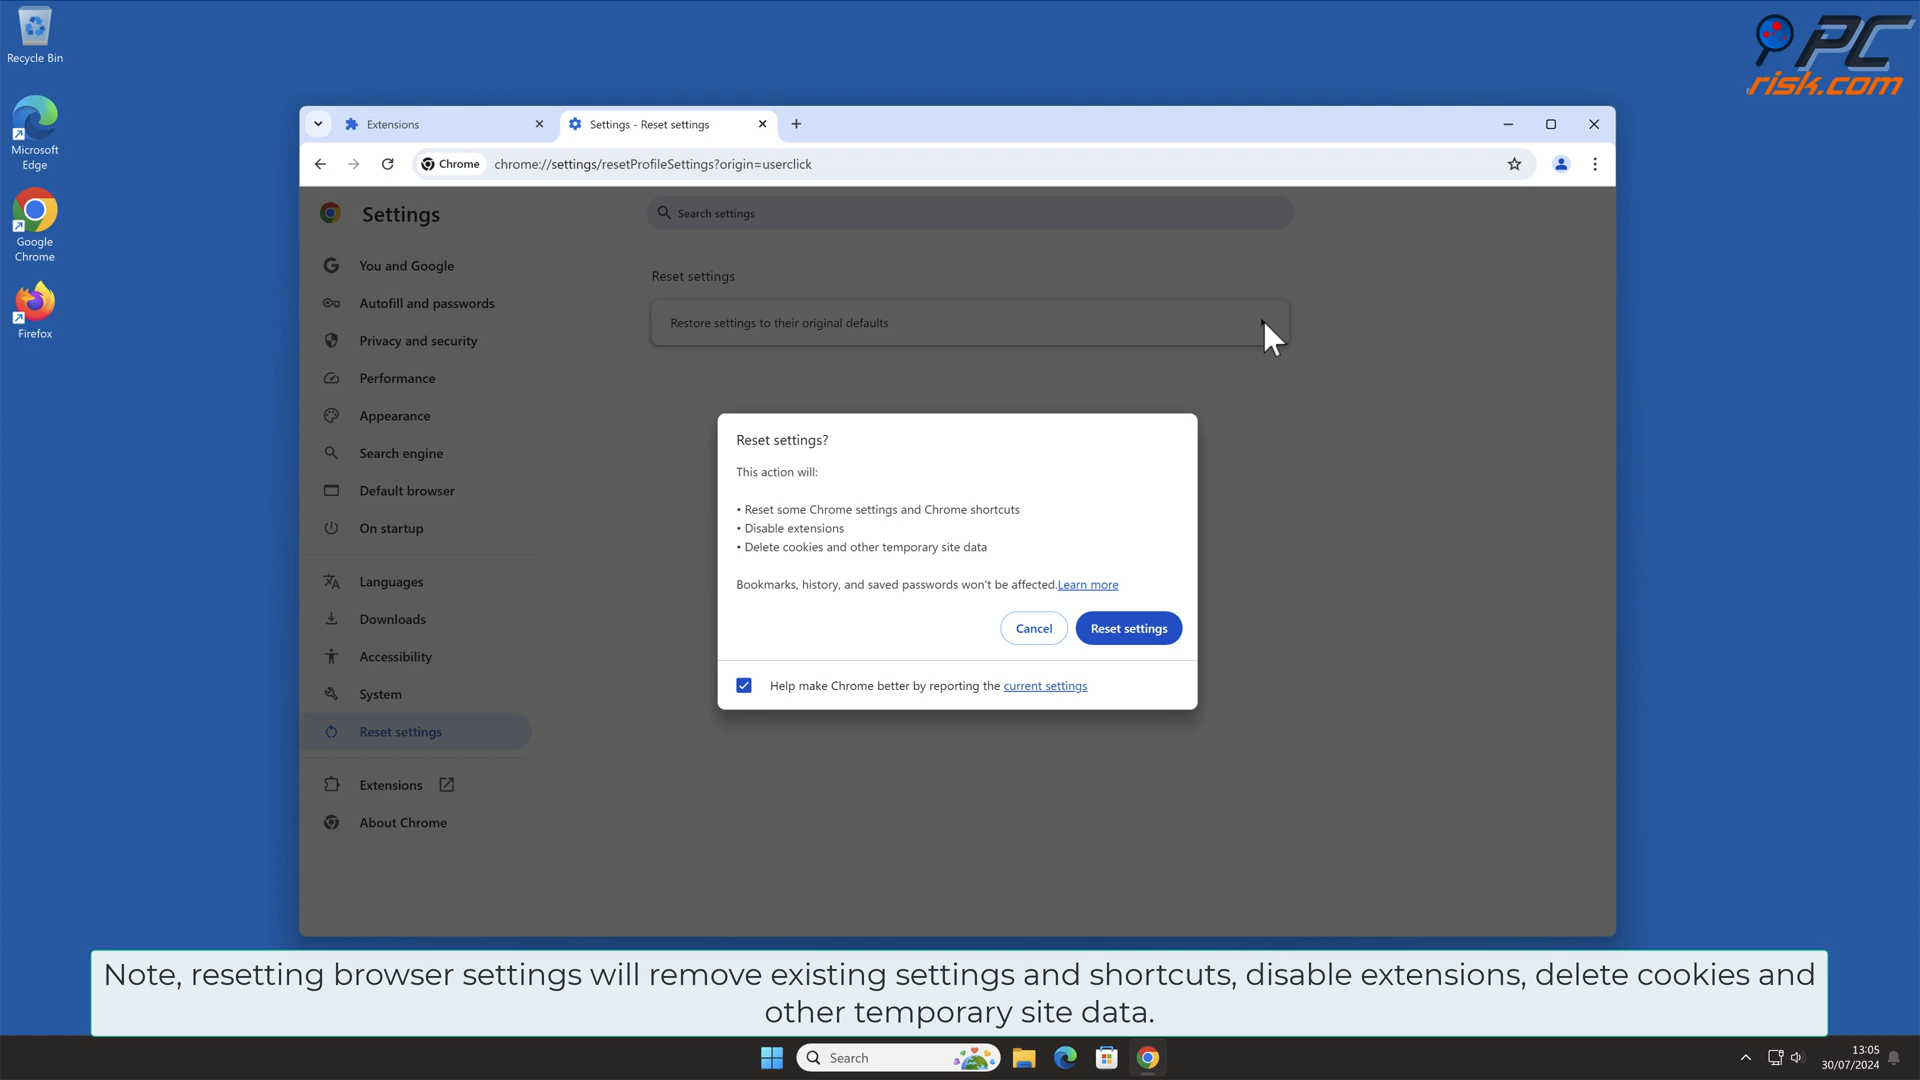 Recycle Bin
Microsoft
Edge
Google
Chrome
Firefox
PC
risk.com
Extensions
Settings - Reset settings
Chrome
chrome://settings/resetProfileSettings?origin=userclick
Settings
Search settings
You and Google
Autofill and passwords
Privacy and security
Performance
Appearance
Search engine
Default browser
On startup
Languages
Downloads
Accessibility
System
Reset settings
Extensions
About Chrome
Reset settings
Restore settings to their original defaults
Reset settings?
This action will:
• Reset some Chrome settings and Chrome shortcuts
• Disable extensions
• Delete cookies and other temporary site data
Bookmarks, history, and saved passwords won't be affected.Learn more
Cancel
Reset settings
Help make Chrome better by reporting the current settings
Note, resetting browser settings will remove existing settings and shortcuts, disable extensions, delete cookies and
other temporary site data.
Search
13:05
30/07/2024